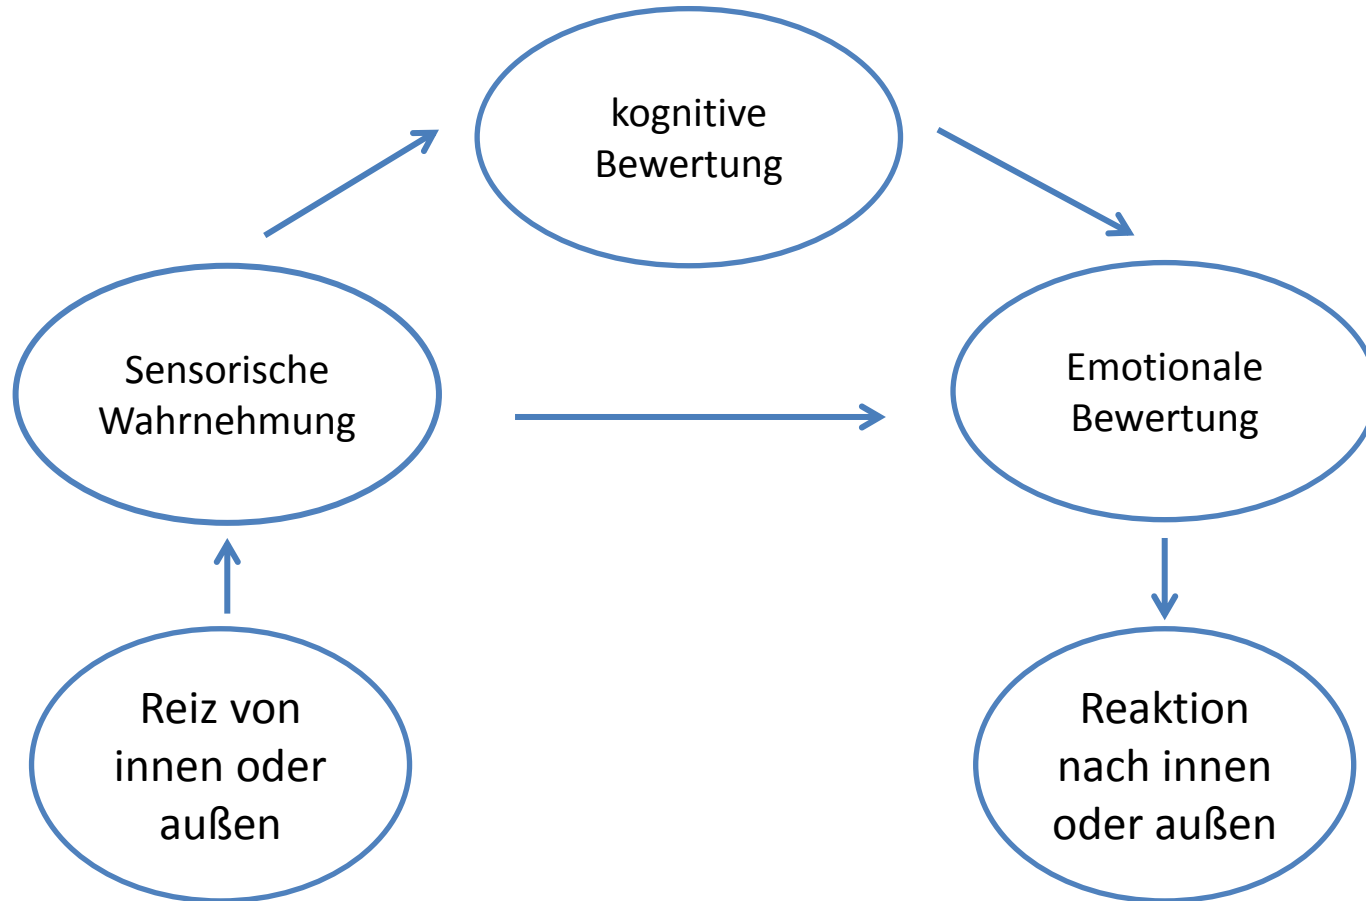 kognitive
Bewertung
Sensorische
Wahrnehmung
Emotionale
Bewertung
Reiz von
innen oder
außen
Reaktion
nach innen
oder außen